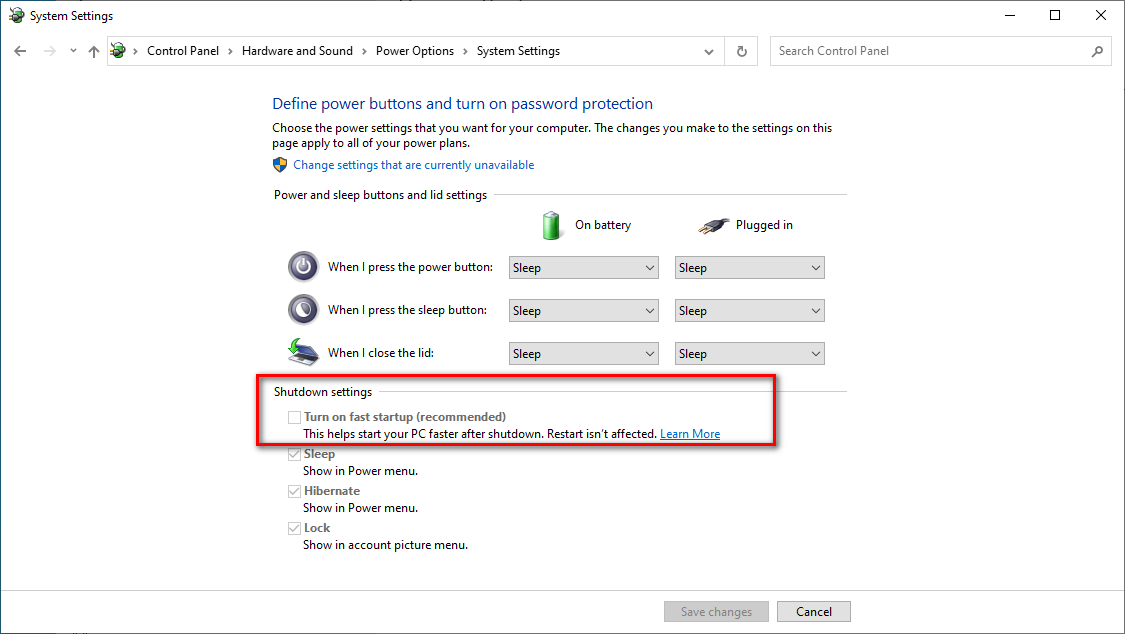 System Settings
Control Panel > Hardware and Sound > Power Options > System Settings
Search Control Panel
Define power buttons and turn on password protection
Choose the power settings that you want for your computer. The changes you make to the settings on this
page apply to all of your power plans.
Change settings that are currently unavailable
Power and sleep buttons and lid settings
On battery Plugged in
When I press the power button: Sleep Sleep
When I press the sleep button: Sleep Sleep
When I close the lid: Sleep Sleep
Shutdown settings
Turn on fast startup (recommended)
This helps start your PC faster after shutdown. Restart isn't affected. Learn More
Sleep
Show in Power menu.
Hibernate
Show in Power menu.
Lock
Show in account picture menu.
Save changes Cancel